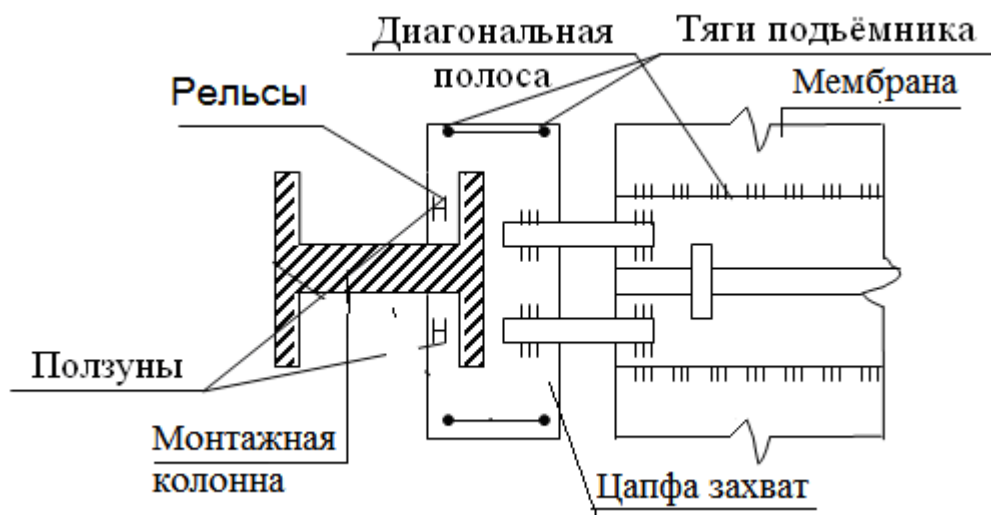 Диагональная
полоса
Тяги подьёмника
Мембрана
Рельсы
Ползуны
Монтажная
колонна
Цапфа захват